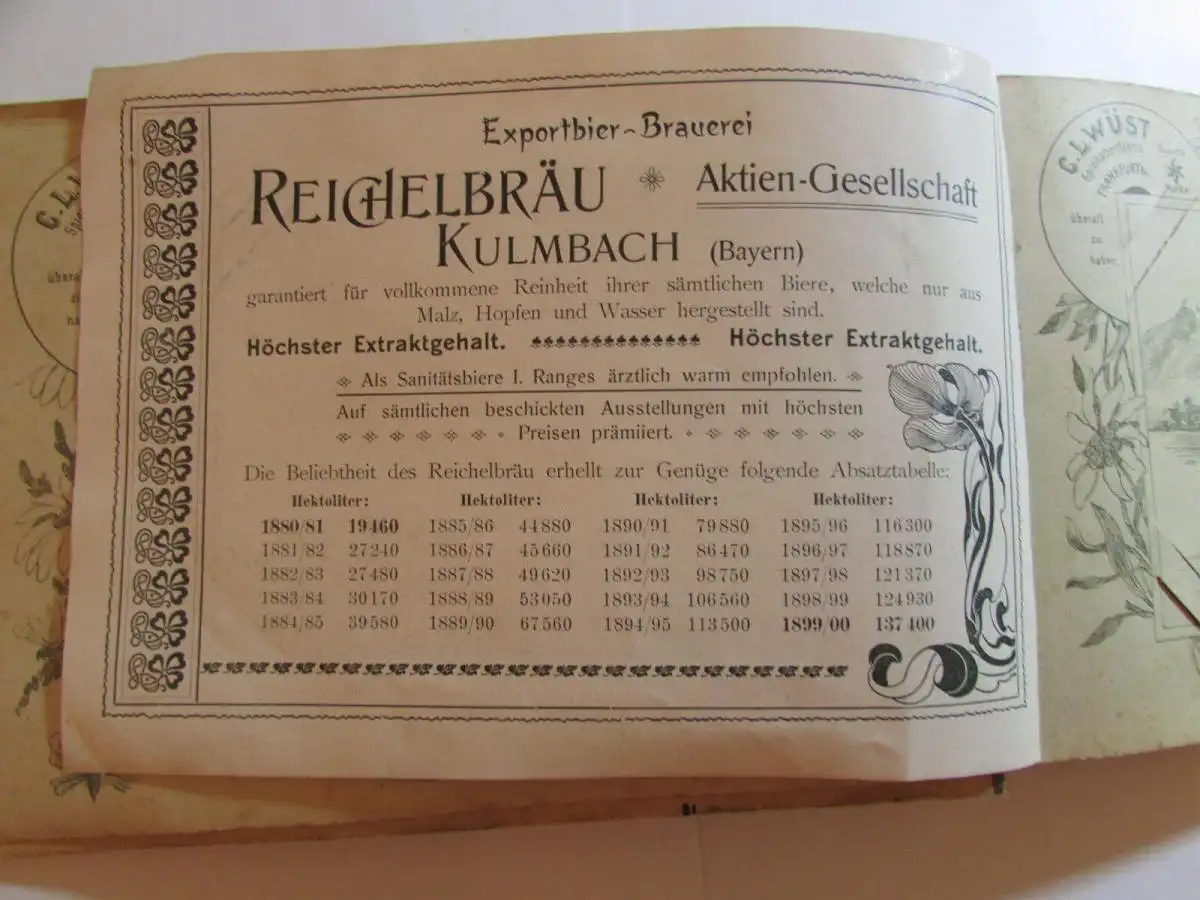 Exportbier-Brauerei
REICHELBRÄU Aktien-Gesellschaft
KULMBACH (Bayern)
garantiert für vollkommene Reinheit ihrer sämtlichen Biere, welche nur aus
Malz, Hopfen und Wasser hergestellt sind.
Höchster Extraktgehalt. Höchster Extraktgehalt.
Als Sanitätsbiere I. Ranges ärztlich warm empfohlen.
Auf sämtlichen beschickten Ausstellungen mit höchsten
Preisen prämiiert.
Die Beliebtheit des Reichelbräu erhellt zur Genüge folgende Absatztabelle:
Hektoliter: Hektoliter: Hektoliter: Hektoliter:
1880/81 19460 1885/86 44880 1890/91 79880 1895/96 116300
1881/82 27240 1886/87 45660 1891/92 86470 1896/97 118870
1882/83 27480 1887/88 49620 1892/93 98750 1897/98 121370
1883/84 30170 1888/89 53050 1893/94 106560 1898/99 124930
1884/85 39580 1889/90 67560 1894/95 113500 1899/00 137400
C. L. WÜST
FRANKFURT
überall
zu
haben.
C. L.